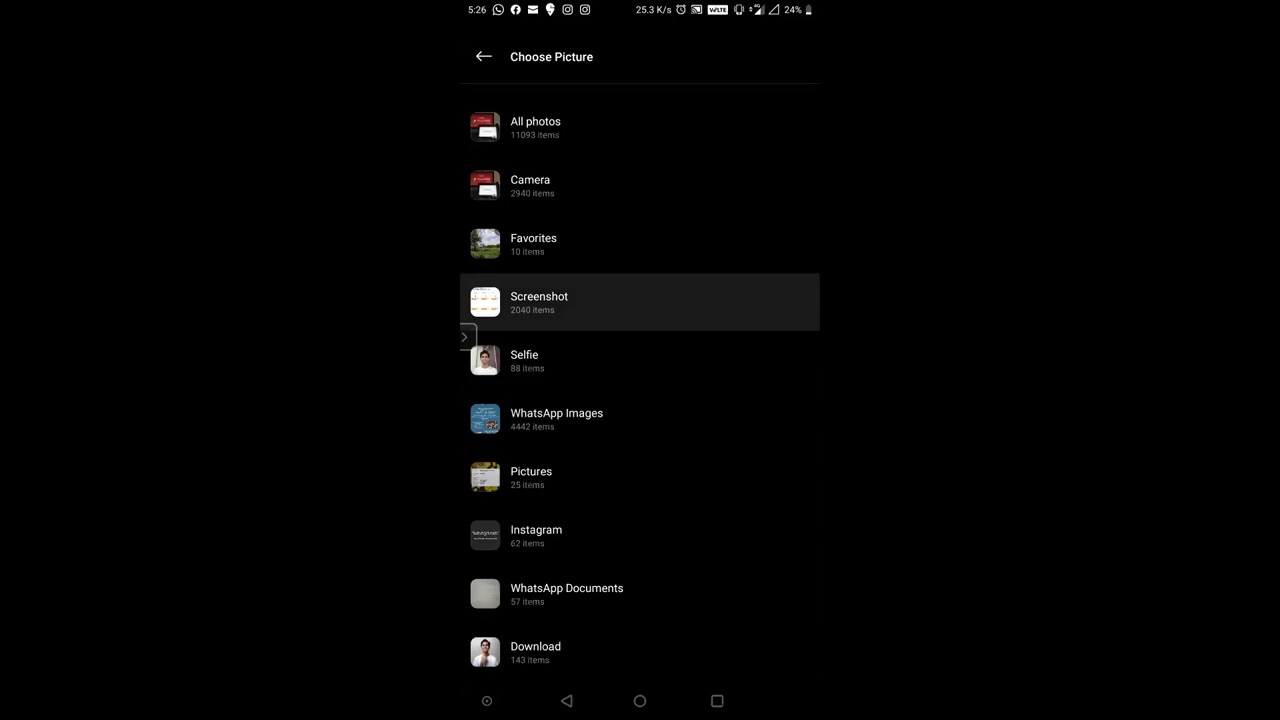 5:26 25.3 K/s VoLTE 4G 24%
Choose Picture
All photos
11093 items
Camera
2940 items
Favorites
10 items
Screenshot
2040 items
Selfie
88 items
WhatsApp Images
4442 items
Pictures
25 items
Instagram
62 items
WhatsApp Documents
57 items
Download
143 items